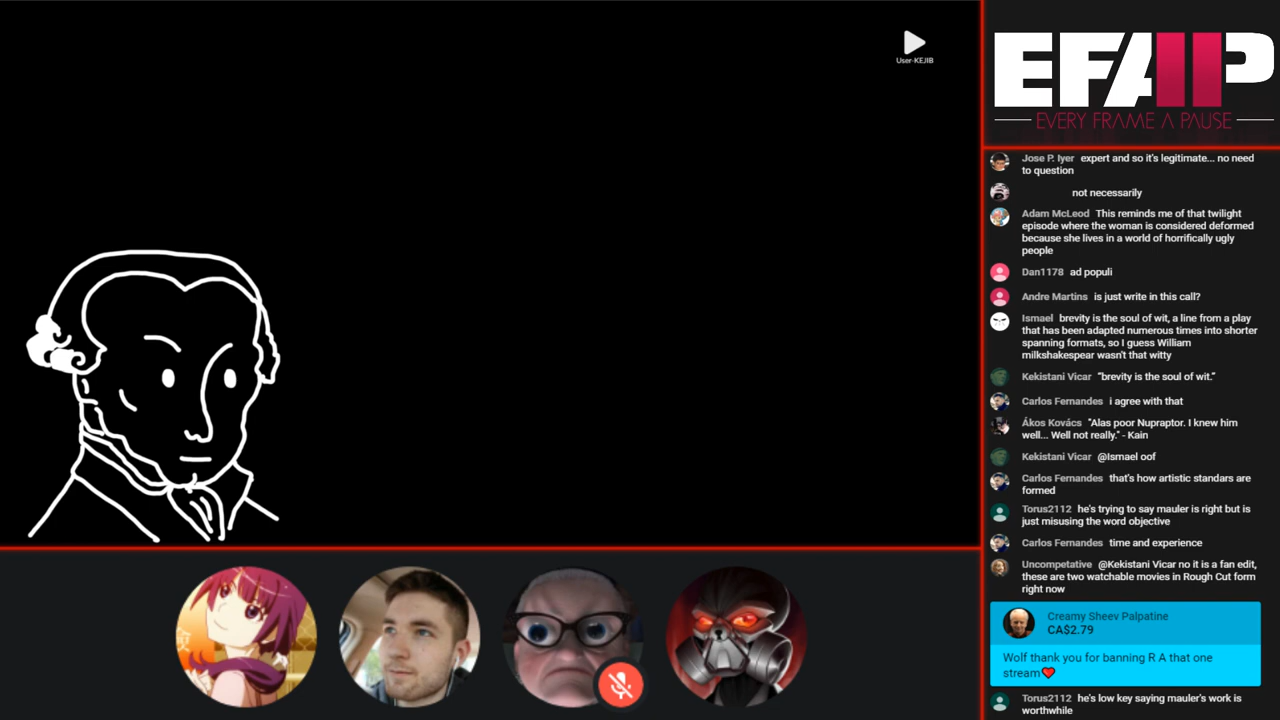 User-KEJIB
EFAP
EVERY FRAME A PAUSE
Jose P. Iyer expert and so it's legitimate... no need
to question
not necessarily
Adam McLeod This reminds me of that twilight
episode where the woman is considered deformed
because she lives in a world of horrifically ugly
people
Dan1178 ad populi
Andre Martins is just write in this call?
Ismael brevity is the soul of wit, a line from a play
that has been adapted numerous times into shorter
spanning formats, so I guess William
milkshakespear wasn't that witty
Kekistani Vicar "brevity is the soul of wit."
Carlos Fernandes i agree with that
Ákos Kovács "Alas poor Nupraptor. I knew him
well... Well not really." - Kain
Kekistani Vicar @Ismael oof
Carlos Fernandes that's how artistic standars are
formed
Torus2112 he's trying to say mauler is right but is
just misusing the word objective
Carlos Fernandes time and experience
Uncompetative @Kekistani Vicar no it is a fan edit,
these are two watchable movies in Rough Cut form
right now
Creamy Sheev Palpatine
CA$2.79
Wolf thank you for banning R A that one
stream❤️
Torus2112 he's low key saying mauler's work is
worthwhile